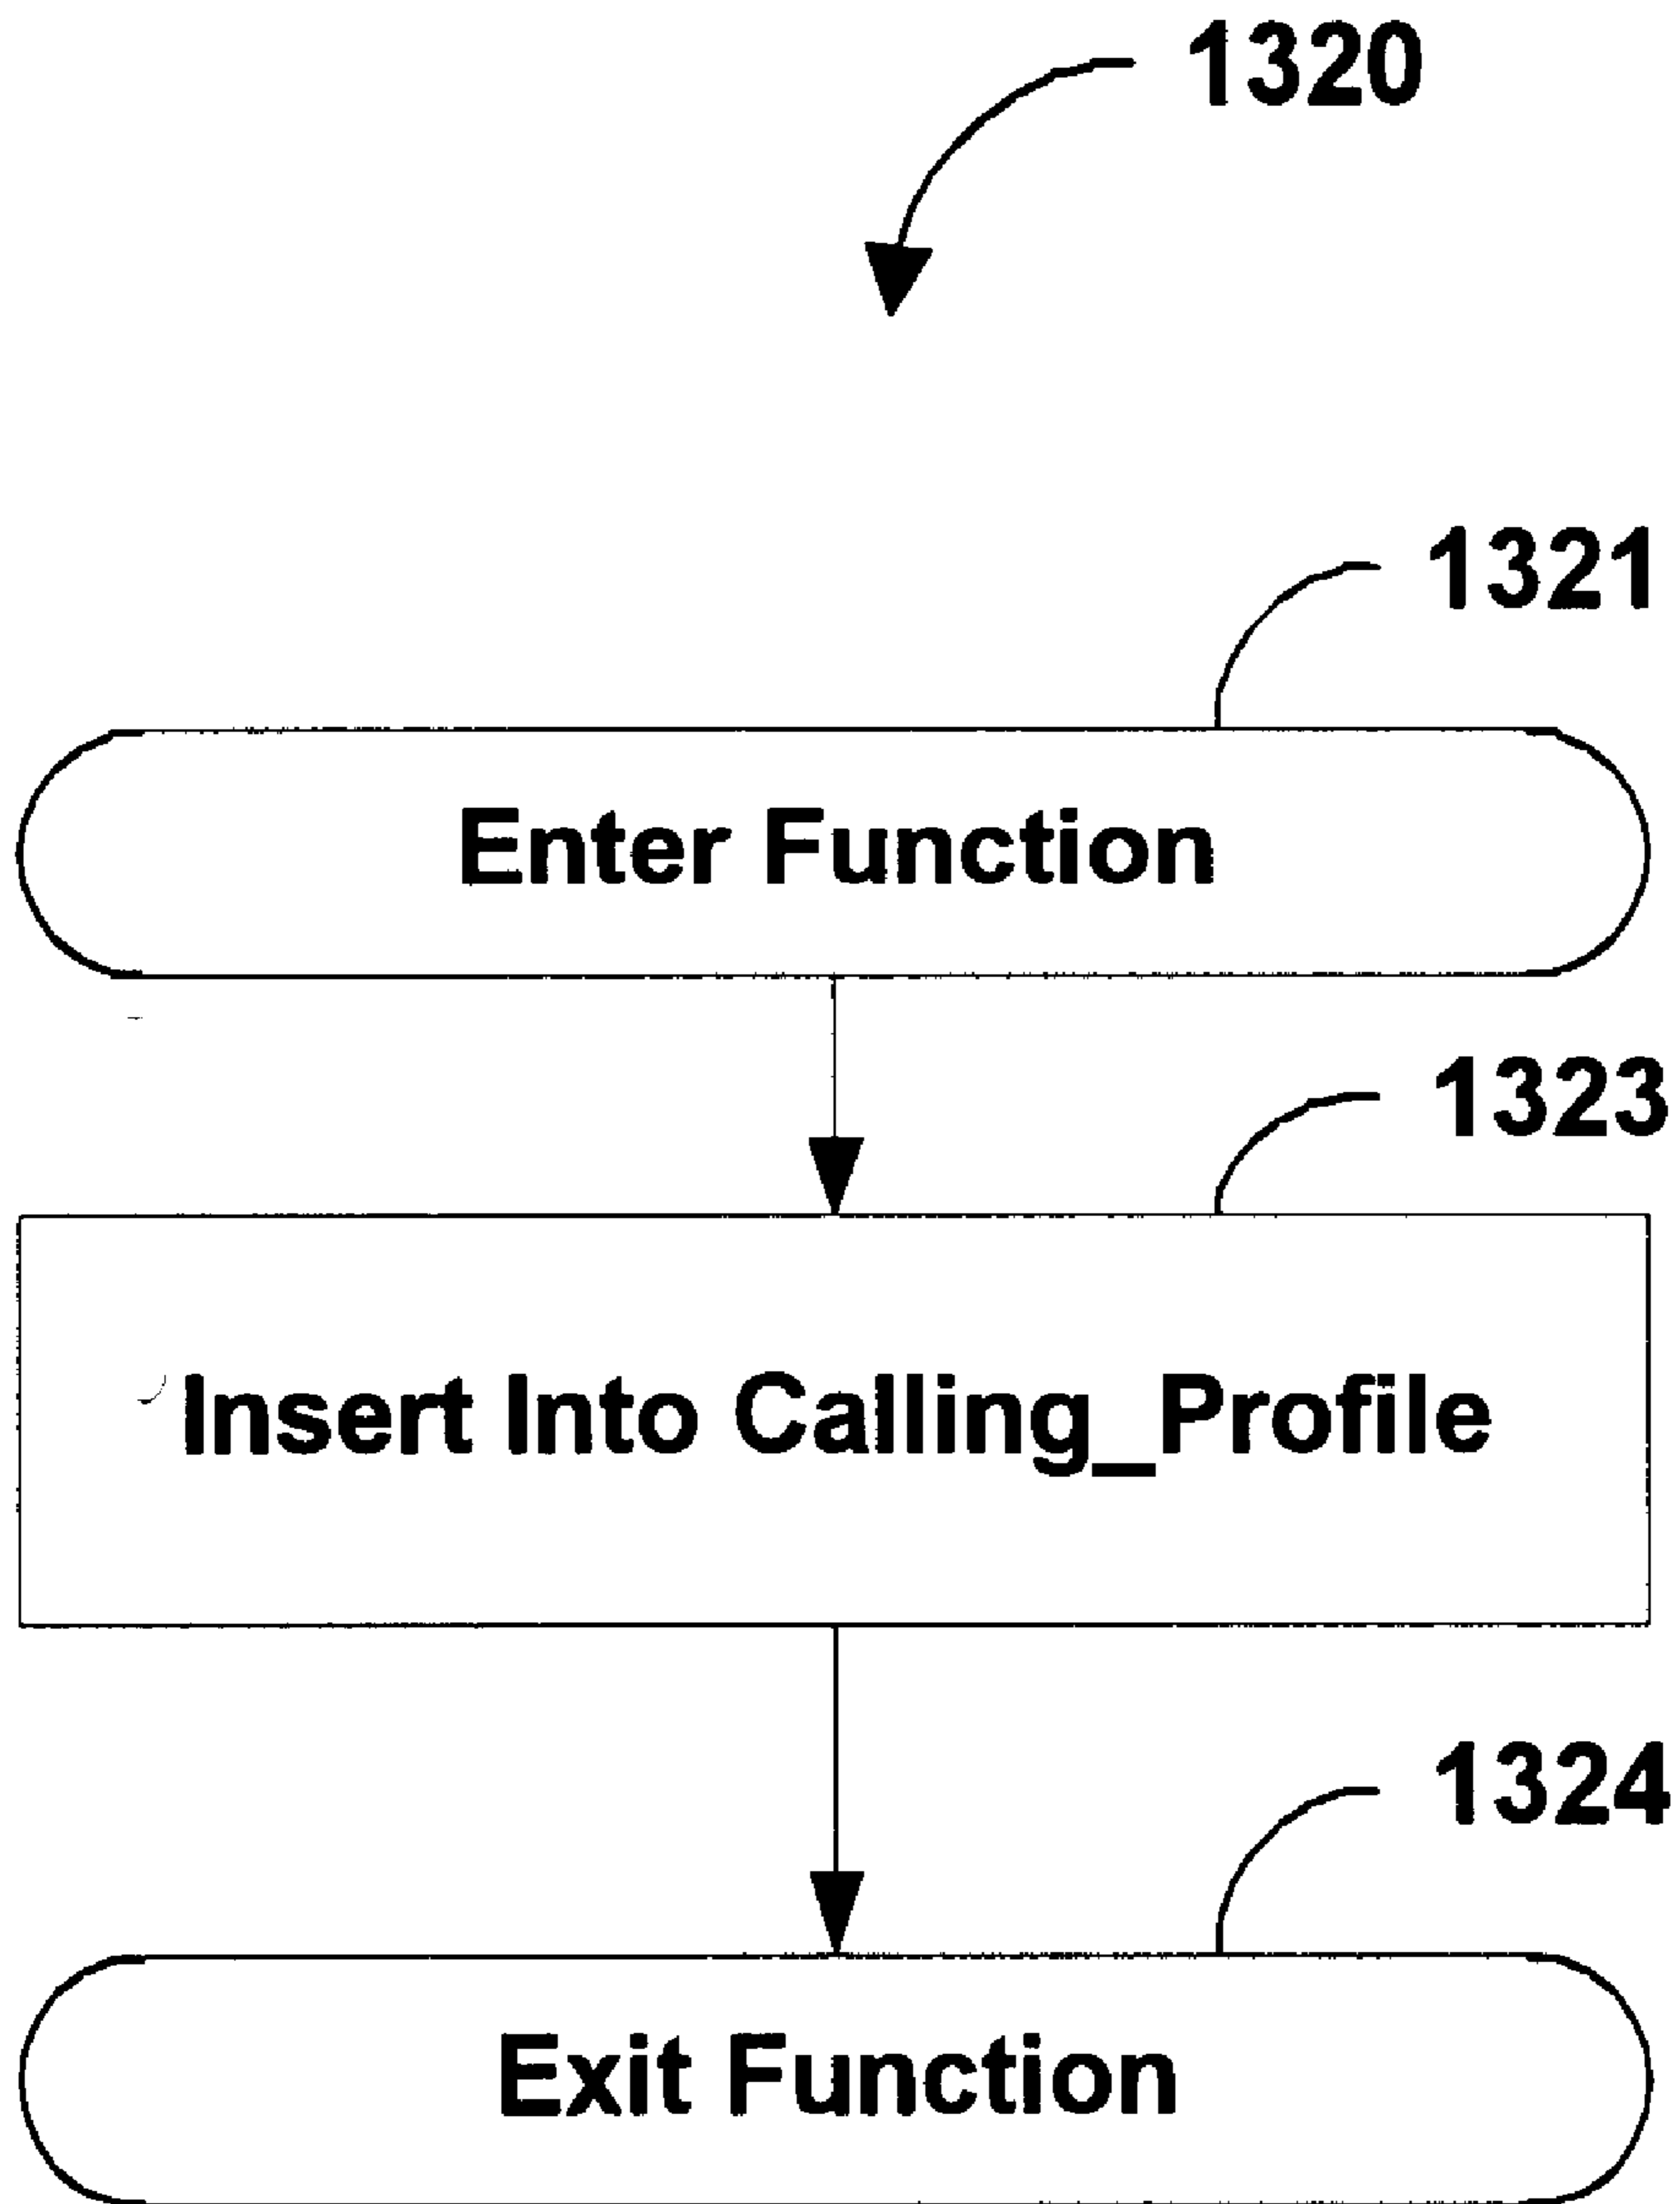 1320
1321
Enter Function
1323
Insert Into Calling_Profile
1324
Exit Function